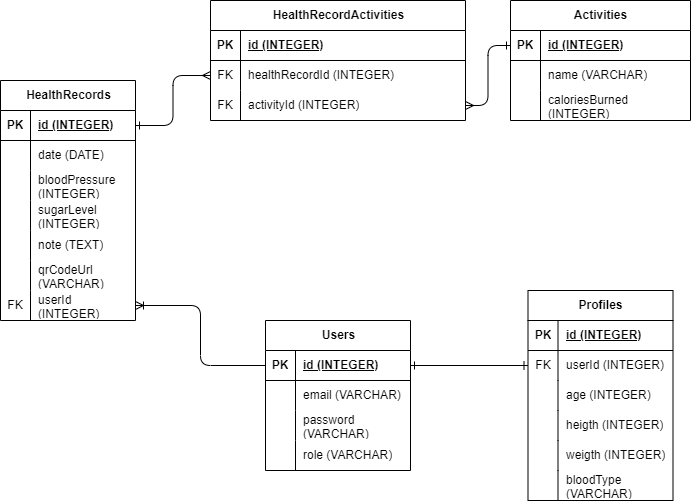 HealthRecordActivities
PK id (INTEGER)
FK healthRecordId (INTEGER)
FK activityId (INTEGER)
Activities
PK id (INTEGER)
name (VARCHAR)
caloriesBurned
(INTEGER)
HealthRecords
PK id (INTEGER)
date (DATE)
bloodPressure
(INTEGER)
sugarLevel
(INTEGER)
note (TEXT)
qrCodeUrl
(VARCHAR)
FK userId
(INTEGER)
Users
PK id (INTEGER)
email (VARCHAR)
password
(VARCHAR)
role (VARCHAR)
Profiles
PK id (INTEGER)
FK userId (INTEGER)
age (INTEGER)
heigth (INTEGER)
weigth (INTEGER)
bloodType
(VARCHAR)